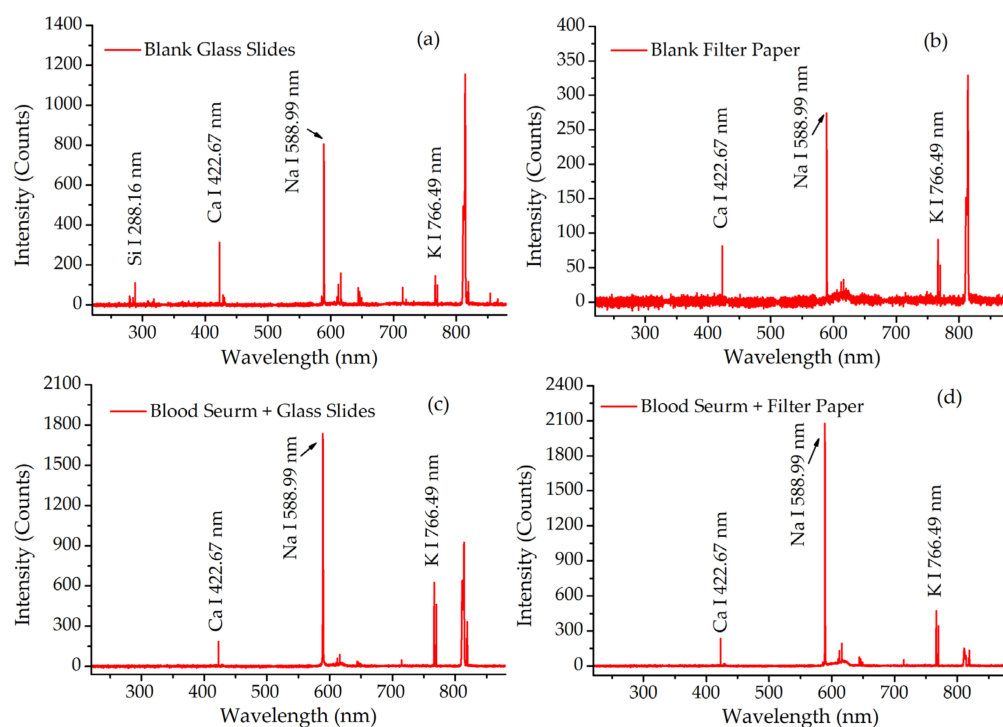 Blank Glass Slides
(a)
Si I 288.16 nm
Ca I 422.67 nm
Na I 588.99 nm
K I 766.49 nm
Intensity (Counts)
1400
1200
1000
800
600
400
200
0
300 400 500 600 700 800
Wavelength (nm)
Blank Filter Paper
(b)
Ca I 422.67 nm
Na I 588.99 nm
K I 766.49 nm
Intensity (Counts)
400
350
300
250
200
150
100
50
0
300 400 500 600 700 800
Wavelength (nm)
Blood Seurm + Glass Slides
(c)
Ca I 422.67 nm
Na I 588.99 nm
K I 766.49 nm
Intensity (Counts)
2100
1800
1500
1200
900
600
300
0
300 400 500 600 700 800
Wavelength (nm)
Blood Seurm + Filter Paper
(d)
Ca I 422.67 nm
Na I 588.99 nm
K I 766.49 nm
Intensity (Counts)
2400
2100
1800
1500
1200
900
600
300
0
300 400 500 600 700 800
Wavelength (nm)